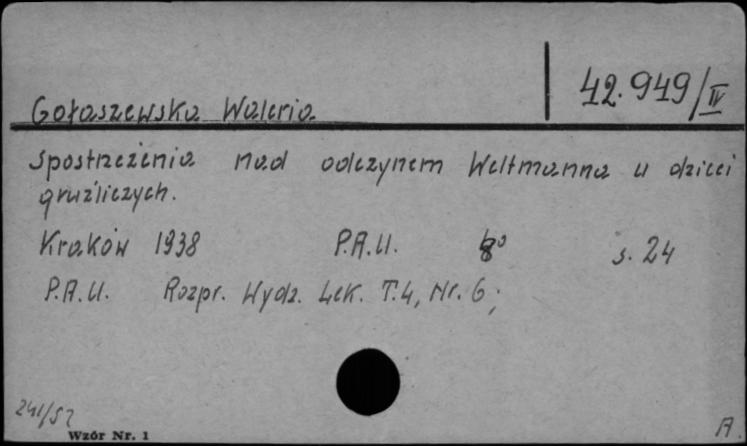 42.949/IV
Gołaszewska Waleria
Spostrzeżenia nad odczynem Weltmanna u dzieci
gruźliczych.
Kraków 1938 P.A.U. 8° s. 24
P.A.U. Rozpr. Wydz. Lek. T.4, Nr. 6;
241/52
Wzór Nr. 1
A